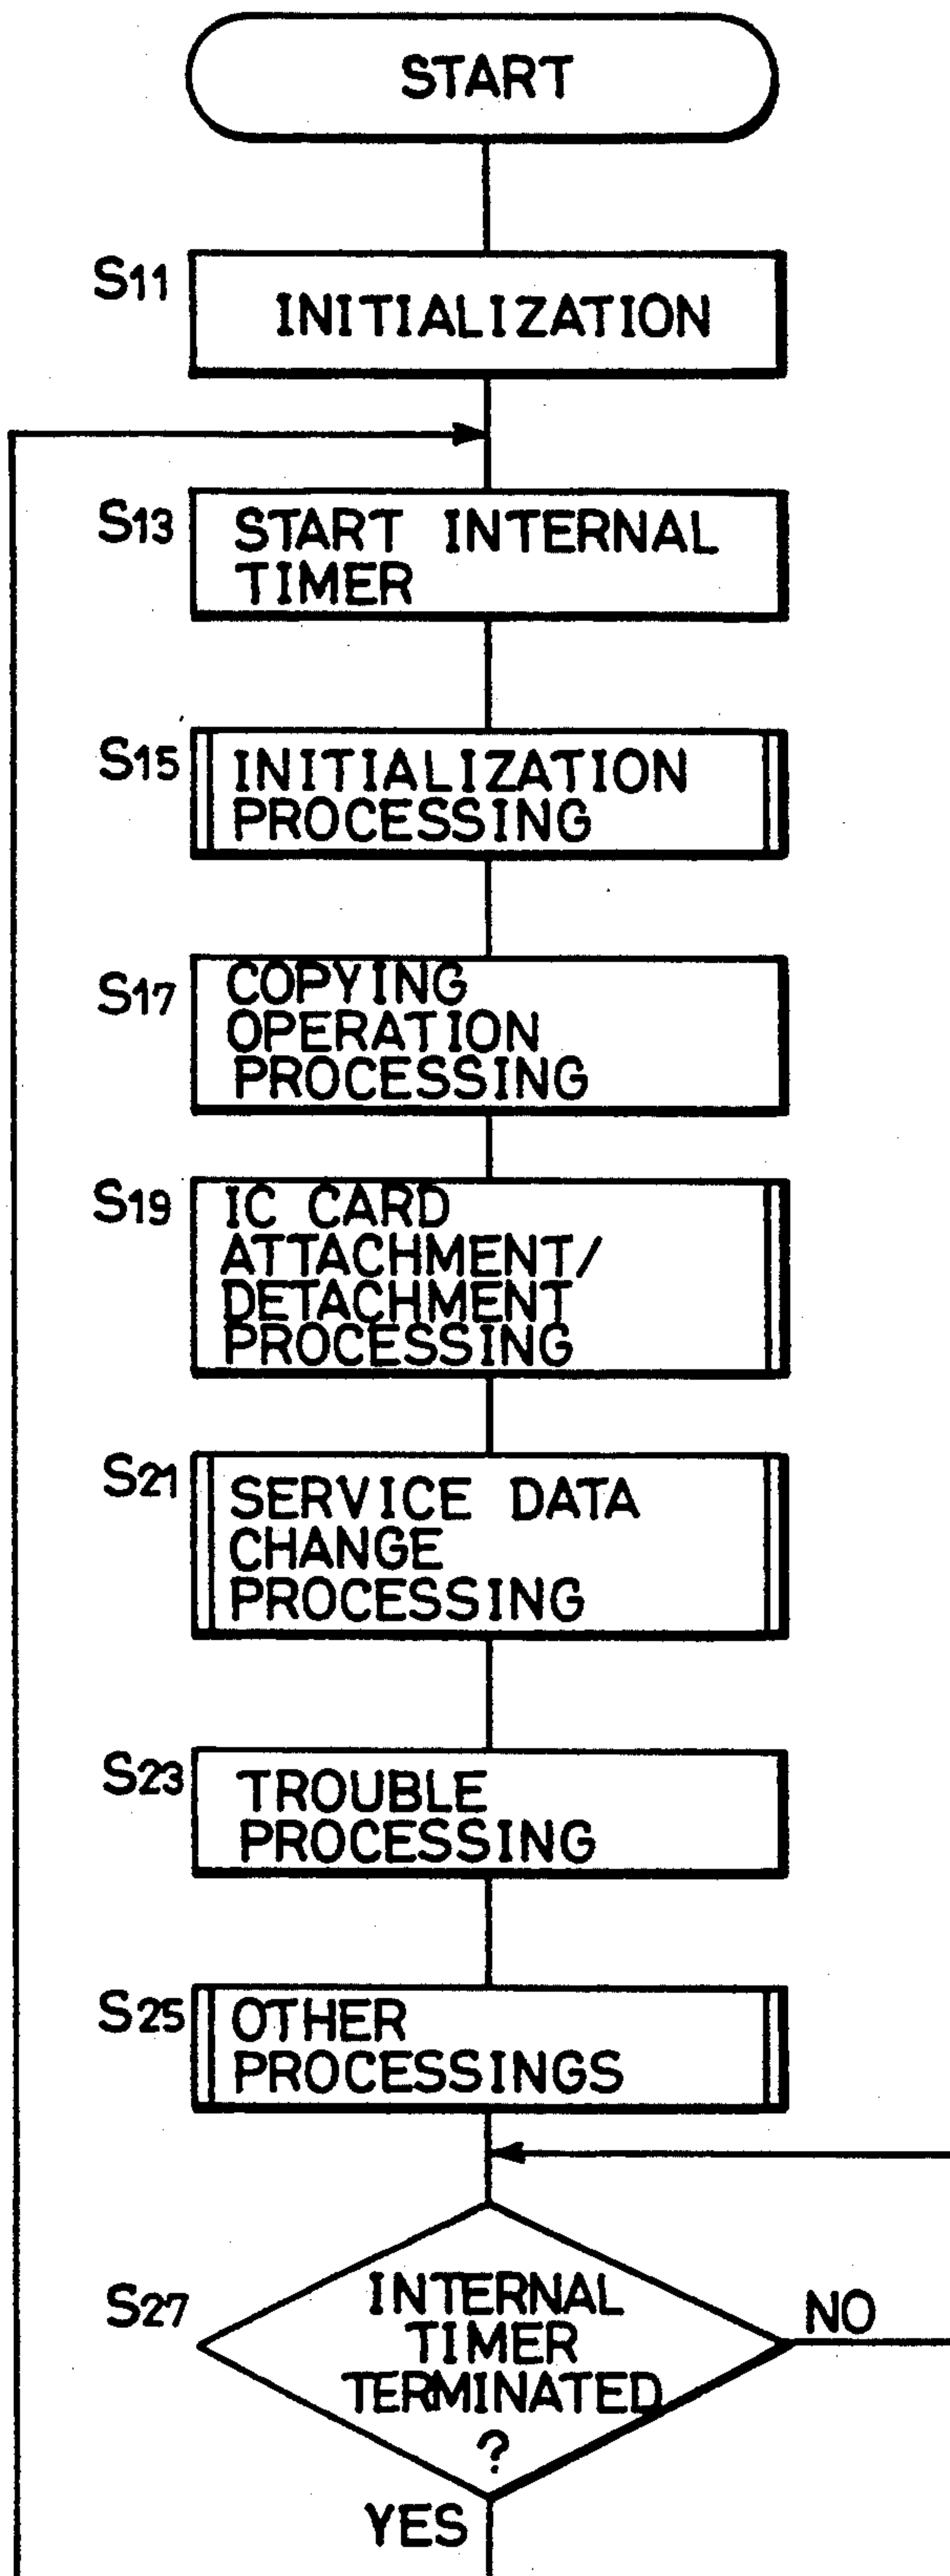 START
S11
INITIALIZATION
S13
START INTERNAL
TIMER
S15
INITIALIZATION
PROCESSING
S17
COPYING
OPERATION
PROCESSING
S19
IC CARD
ATTACHMENT/
DETACHMENT
PROCESSING
S21
SERVICE DATA
CHANGE
PROCESSING
S23
TROUBLE
PROCESSING
S25
OTHER
PROCESSINGS
S27
INTERNAL
TIMER
TERMINATED
?
NO
YES